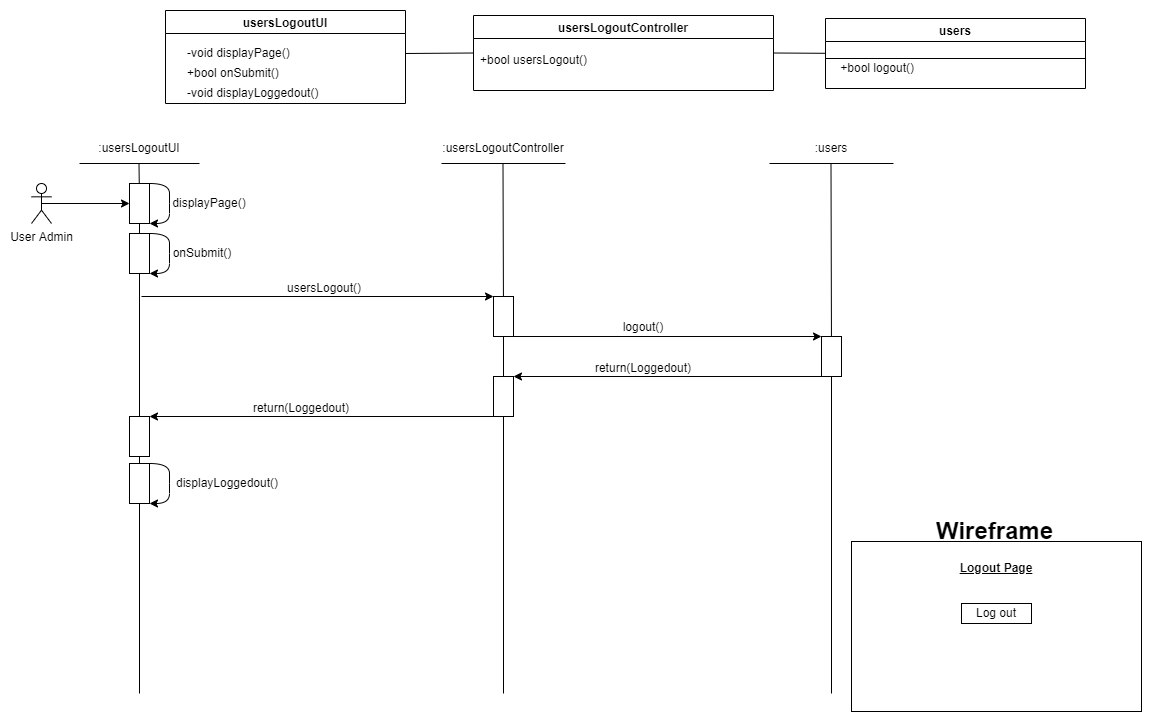 usersLogoutUI
-void displayPage()
+bool onSubmit()
-void displayLoggedout()
usersLogoutController
+bool usersLogout()
users
+bool logout()
:usersLogoutUI
:usersLogoutController
:users
User Admin
displayPage()
onSubmit()
usersLogout()
logout()
return(Loggedout)
return(Loggedout)
displayLoggedout()
Wireframe
Logout Page
Log out